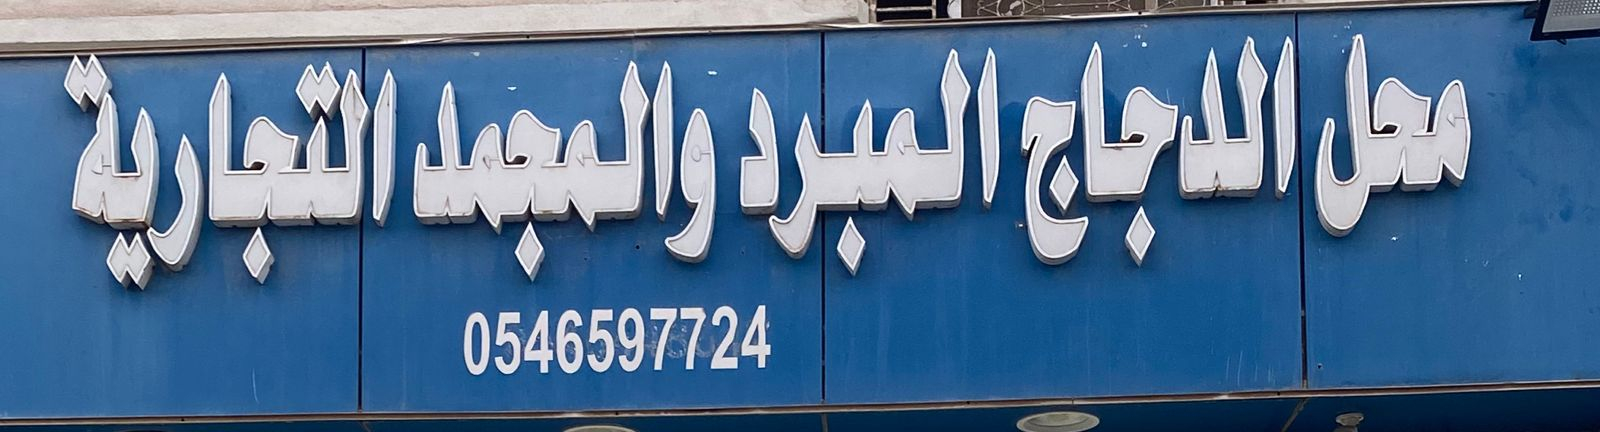 محل الدجاج المبرد والمجمد التجارية
0546597724